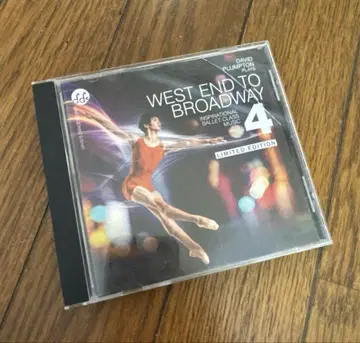 DAVID
PLUMPTON
PLAYS
WEST END TO
BROADWAY
INSPIRATIONAL
BALLET CLASS
MUSIC
4
LIMITED EDITION